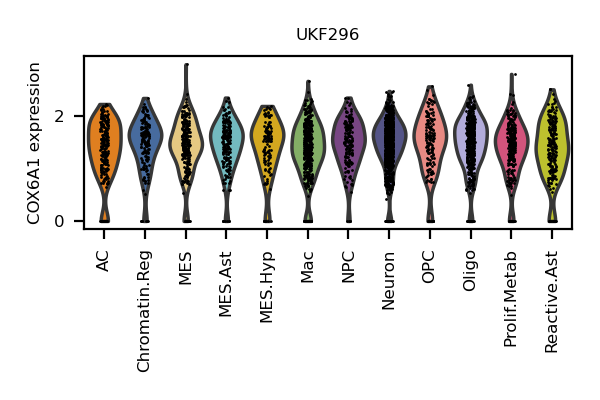 UKF296
COX6A1 expression
2
0
AC
Chromatin.Reg
MES
MES.Ast
MES.Hyp
Mac
NPC
Neuron
OPC
Oligo
Prolif.Metab
Reactive.Ast